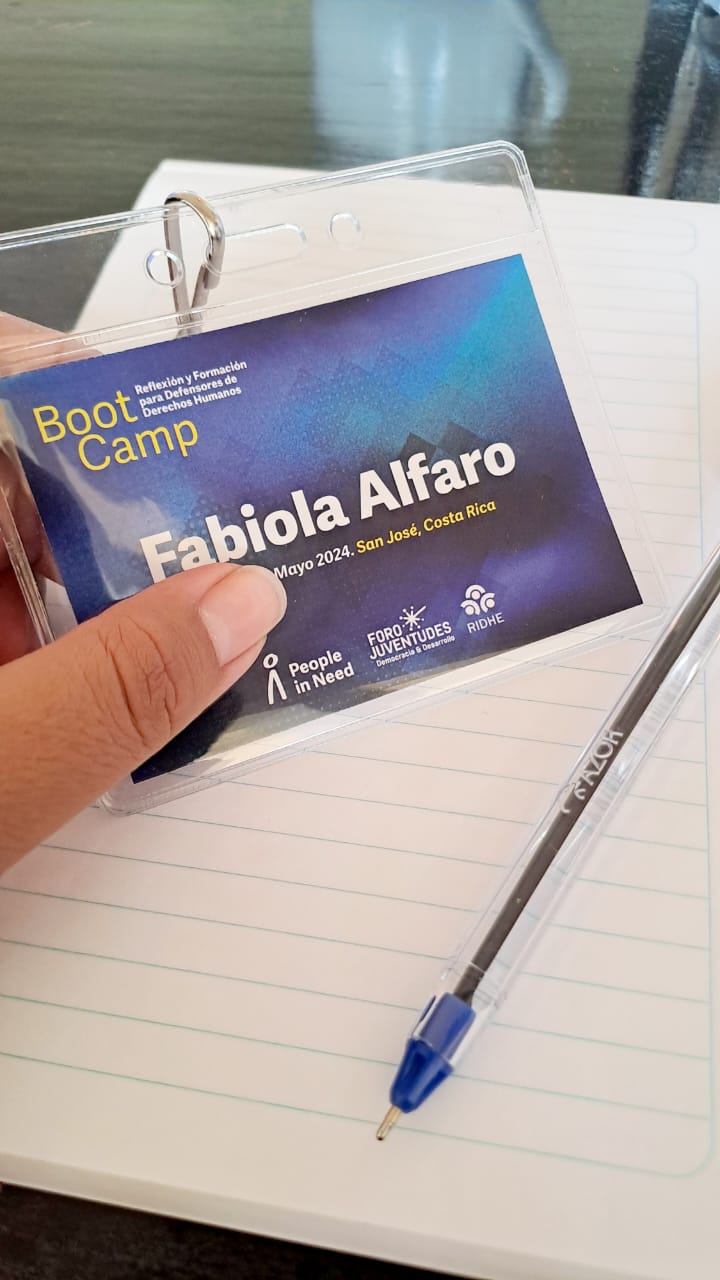 Boot
Camp
Reflexión y Formación
para Defensores de
Derechos Humanos
Fabiola Alfaro
Mayo 2024. San José, Costa Rica
People
in Need
FORO
JUVENTUDES
Democracia & Desarrollo
RIDHE
AZOR